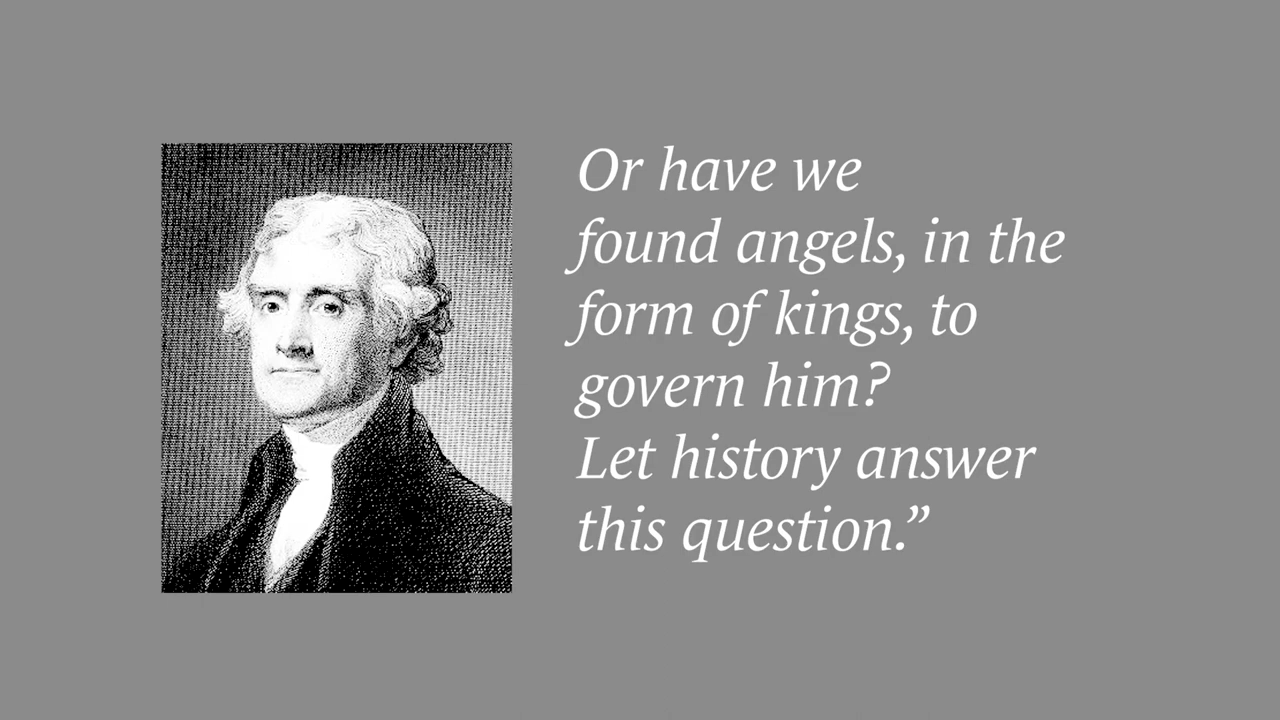 Or have we
found angels, in the
form of kings, to
govern him?
Let history answer
this question.”